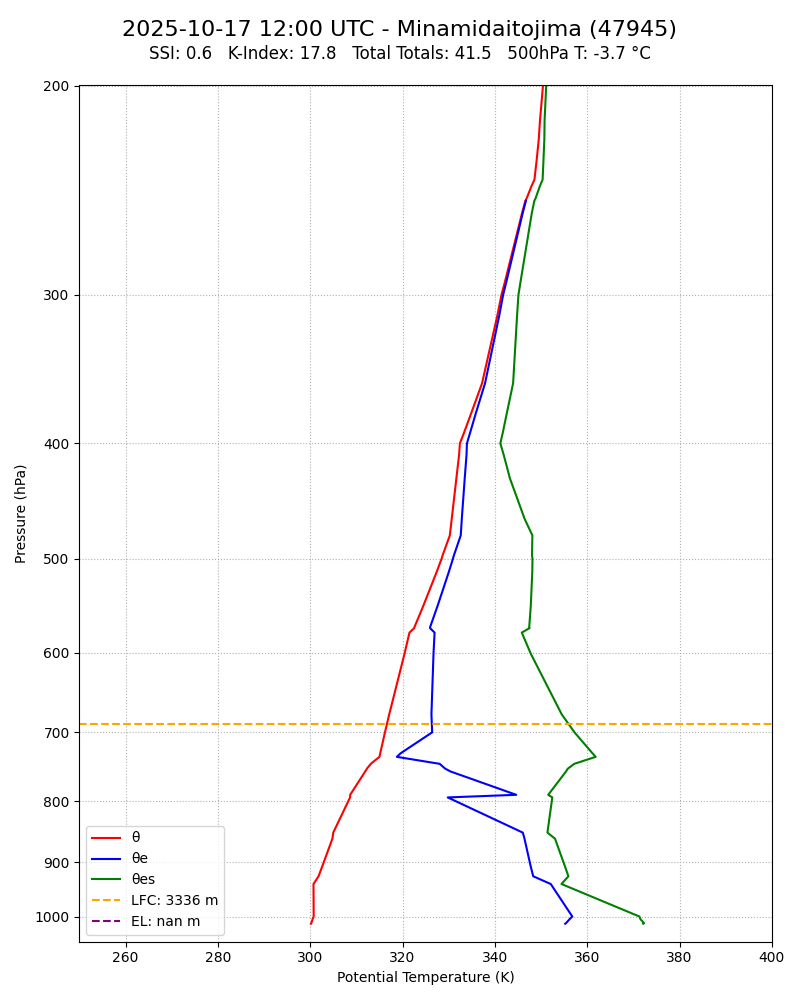 2025-10-17 12:00 UTC - Minamidaitojima (47945)
SSI: 0.6   K-Index: 17.8   Total Totals: 41.5   500hPa T: -3.7 °C
200
300
400
500
600
700
800
900
1000
Pressure (hPa)
θ
θe
θes
LFC: 3336 m
EL: nan m
260
280
300
320
340
360
380
400
Potential Temperature (K)